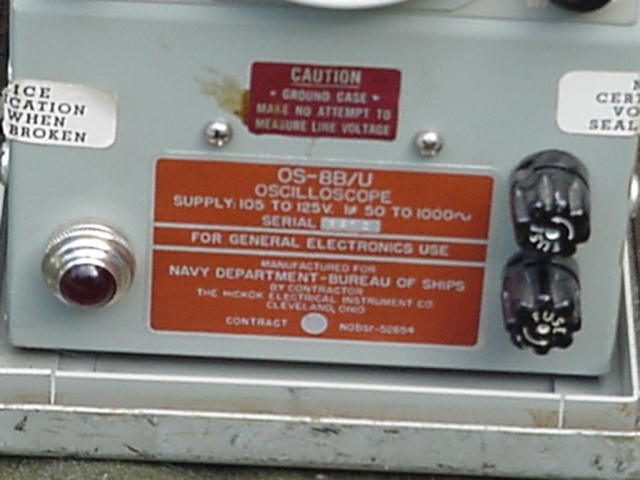 ICE
CATION
WHEN
BROKEN
CAUTION
• GROUND CASE •
MAKE NO ATTEMPT TO
MEASURE LINE VOLTAGE
CER
VO
SEAL
OS-8B/U
OSCILLOSCOPE
SUPPLY: 105 TO 125V. 1ø 50 TO 1000~
SERIAL
FOR GENERAL ELECTRONICS USE
MANUFACTURED FOR
NAVY DEPARTMENT-BUREAU OF SHIPS
BY CONTRACTOR
THE HICKOK ELECTRICAL INSTRUMENT CO.
CLEVELAND, OHIO
CONTRACT NObsr-52654
FUSE
FUSE